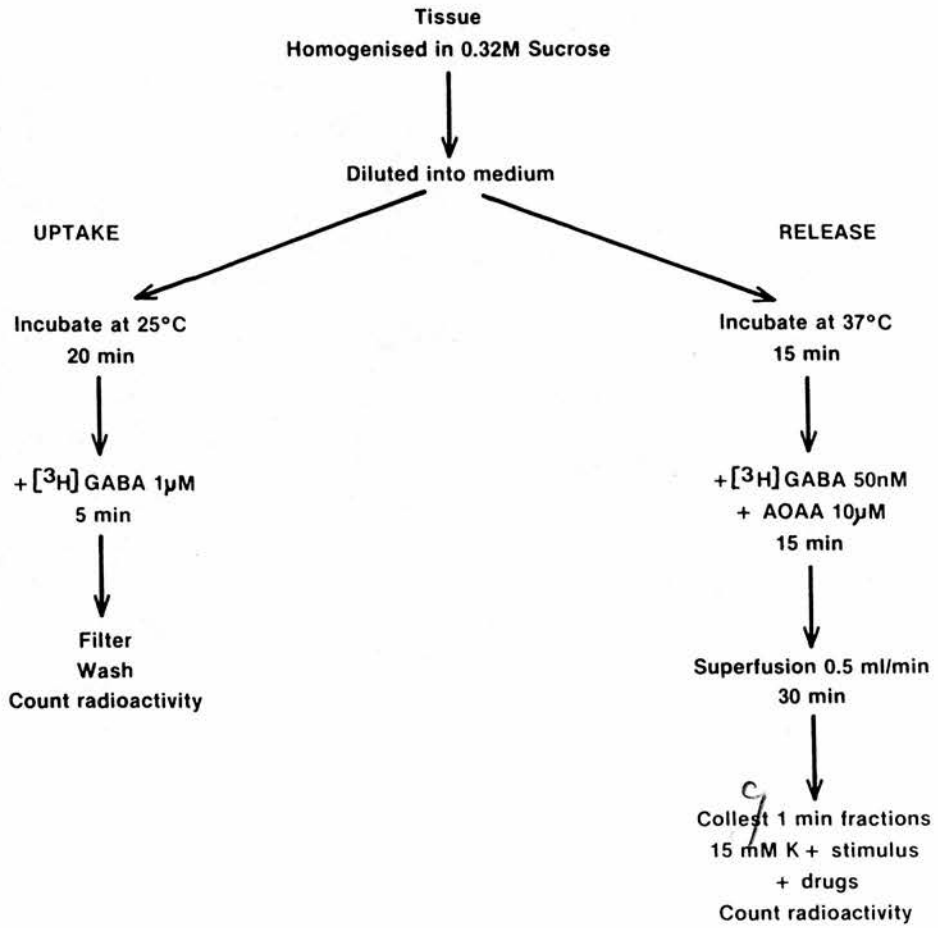 Tissue
Homogenised in 0.32M Sucrose
Diluted into medium
UPTAKE
Incubate at 25°C
20 min
+ [³H] GABA 1µM
5 min
Filter
Wash
Count radioactivity
RELEASE
Incubate at 37°C
15 min
+ [³H] GABA 50nM
+ AOAA 10µM
15 min
Superfusion 0.5 ml/min
30 min
c/
Collest 1 min fractions
15 mM K + stimulus
+ drugs
Count radioactivity